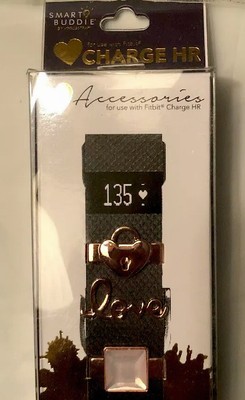 SMART
BUDDIE
for use with fitbit
CHARGE HR
Accessories
for use with Fitbit® Charge HR
135
love